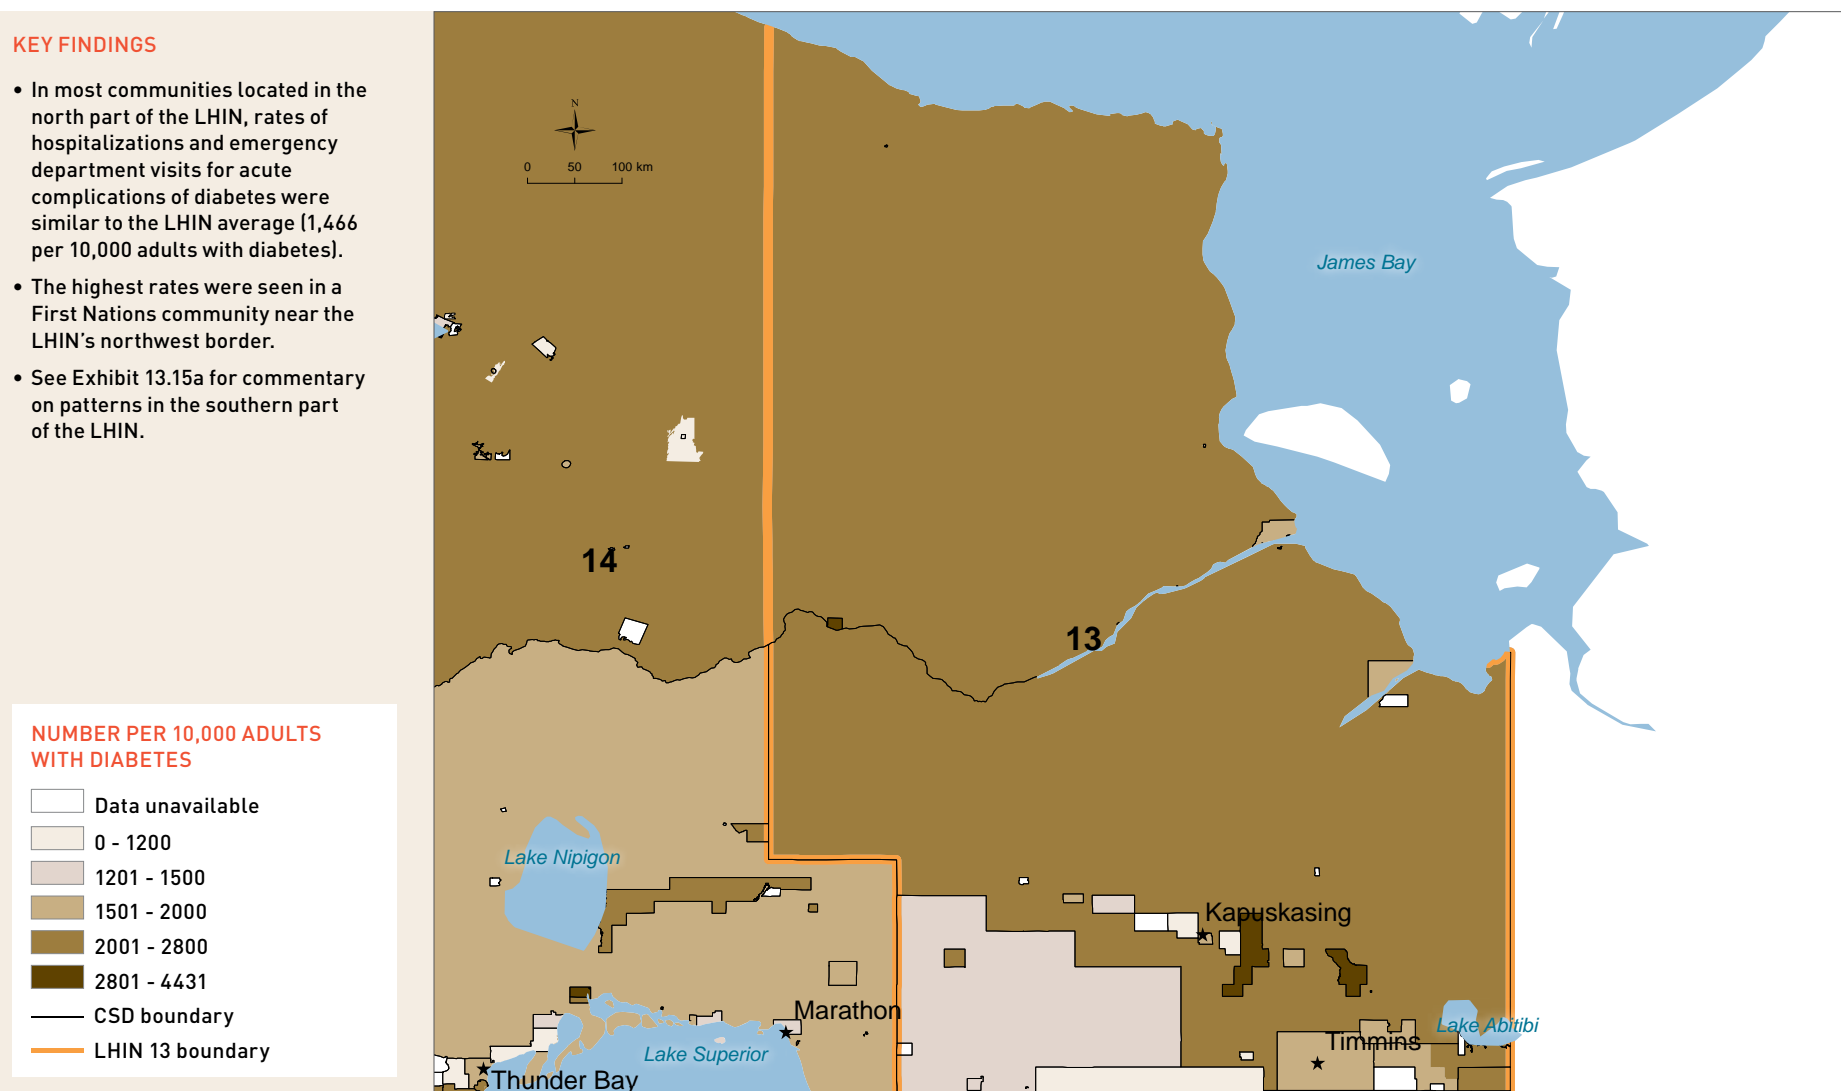 KEY FINDINGS
• In most communities located in the
north part of the LHIN, rates of
hospitalizations and emergency
department visits for acute
complications of diabetes were
similar to the LHIN average (1,466
per 10,000 adults with diabetes).
• The highest rates were seen in a
First Nations community near the
LHIN's northwest border.
• See Exhibit 13.15a for commentary
on patterns in the southern part
of the LHIN.
NUMBER PER 10,000 ADULTS
WITH DIABETES
Data unavailable
0 - 1200
1201 - 1500
1501 - 2000
2001 - 2800
2801 - 4431
CSD boundary
LHIN 13 boundary
N
0 50 100 km
James Bay
14
13
Lake Nipigon
Kapuskasing
Marathon
Lake Abitibi
Timmins
Lake Superior
Thunder Bay